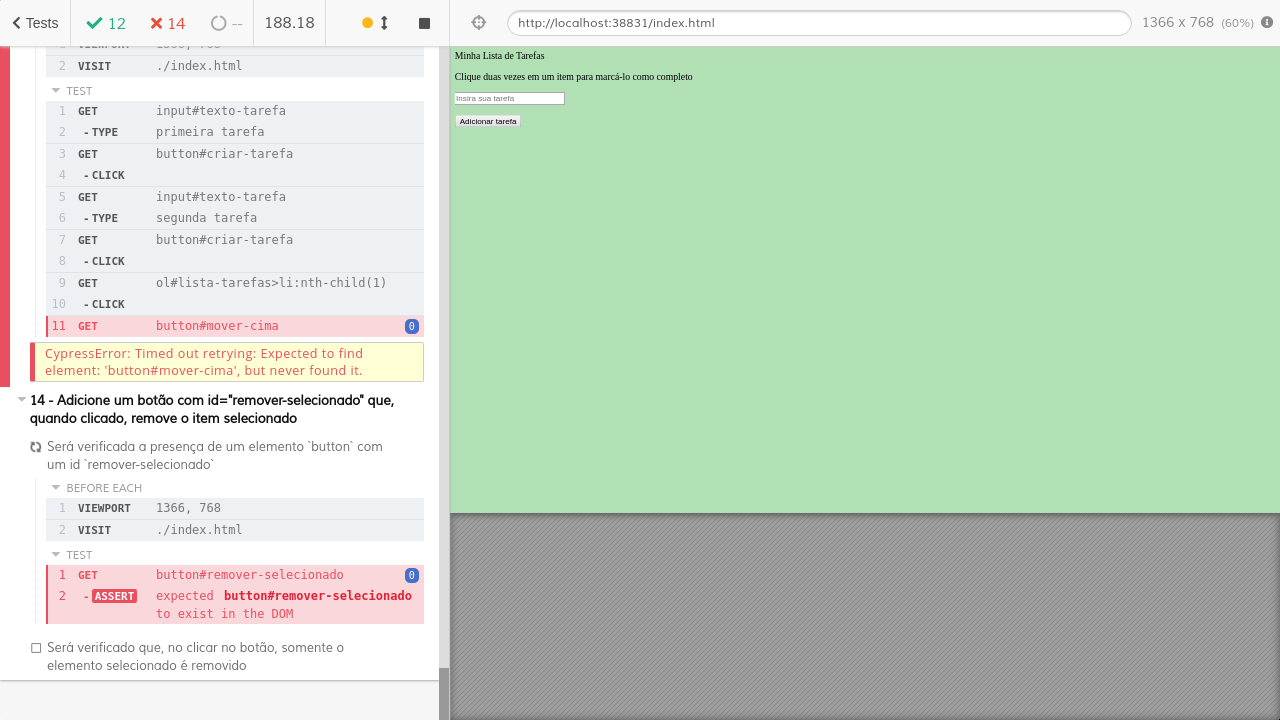 Tests 12 14 -- 188.18
http://localhost:38831/index.html 1366 x 768 (60%)
1 VIEWPORT 1366, 768
2 VISIT ./index.html
TEST
1 GET input#texto-tarefa
2 - TYPE primeira tarefa
3 GET button#criar-tarefa
4 - CLICK
5 GET input#texto-tarefa
6 - TYPE segunda tarefa
7 GET button#criar-tarefa
8 - CLICK
9 GET ol#lista-tarefas>li:nth-child(1)
10 - CLICK
11 GET button#mover-cima 0
CypressError: Timed out retrying: Expected to find
element: 'button#mover-cima', but never found it.
14 - Adicione um botão com id="remover-selecionado" que,
quando clicado, remove o item selecionado
Será verificada a presença de um elemento `button` com
um id `remover-selecionado`
BEFORE EACH
1 VIEWPORT 1366, 768
2 VISIT ./index.html
TEST
1 GET button#remover-selecionado 0
2 - ASSERT expected button#remover-selecionado
to exist in the DOM
Será verificado que, no clicar no botão, somente o
elemento selecionado é removido
Minha Lista de Tarefas
Clique duas vezes em um item para marcá-lo como completo
Insira sua tarefa
Adicionar tarefa